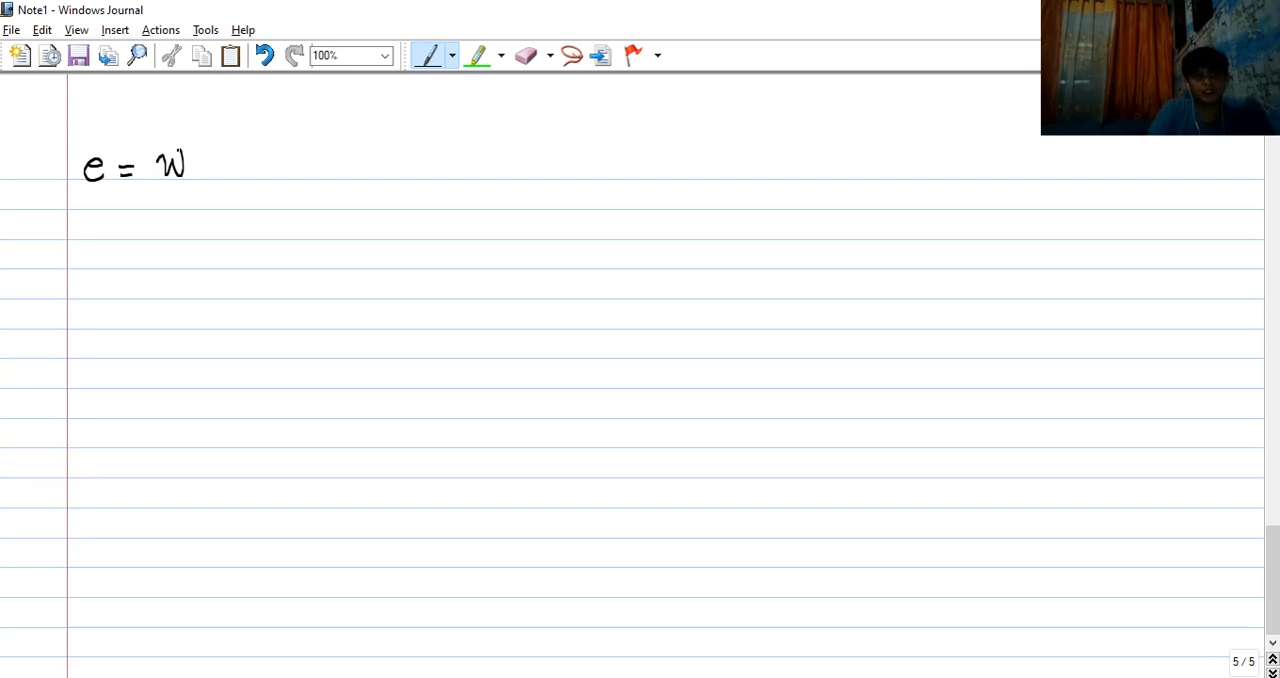 Note1 - Windows Journal
File Edit View Insert Actions Tools Help
100%
e = W
5 / 5